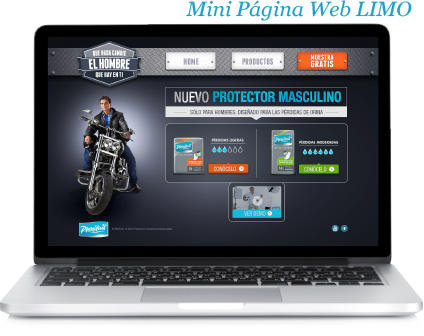 Mini Página Web LIMO
QUE NADA CAMBIE
EL HOMBRE
QUE HAY EN TI
HOME
PRODUCTOS
MUESTRA
GRATIS
NUEVO PROTECTOR MASCULINO
SÓLO PARA HOMBRES, DISEÑADO PARA LAS PÉRDIDAS DE ORINA
PÉRDIDAS LIGERAS
CONÓCELO
PÉRDIDAS MODERADAS
CONÓCELO
VER DEMO
Plenitud